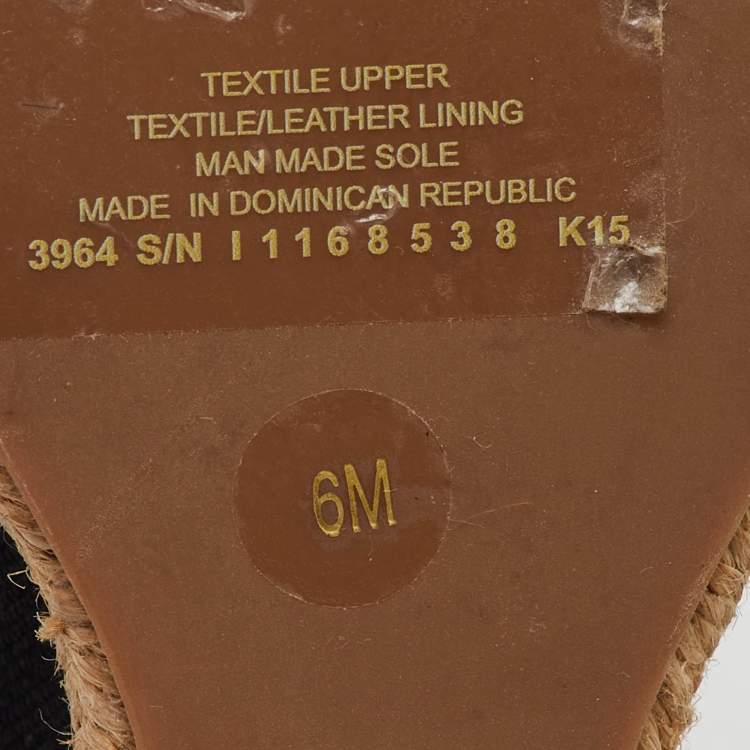 TEXTILE UPPER
TEXTILE/LEATHER LINING
MAN MADE SOLE
MADE IN DOMINICAN REPUBLIC
3964 S/N I 1 1 6 8 5 3 8 K15
6M